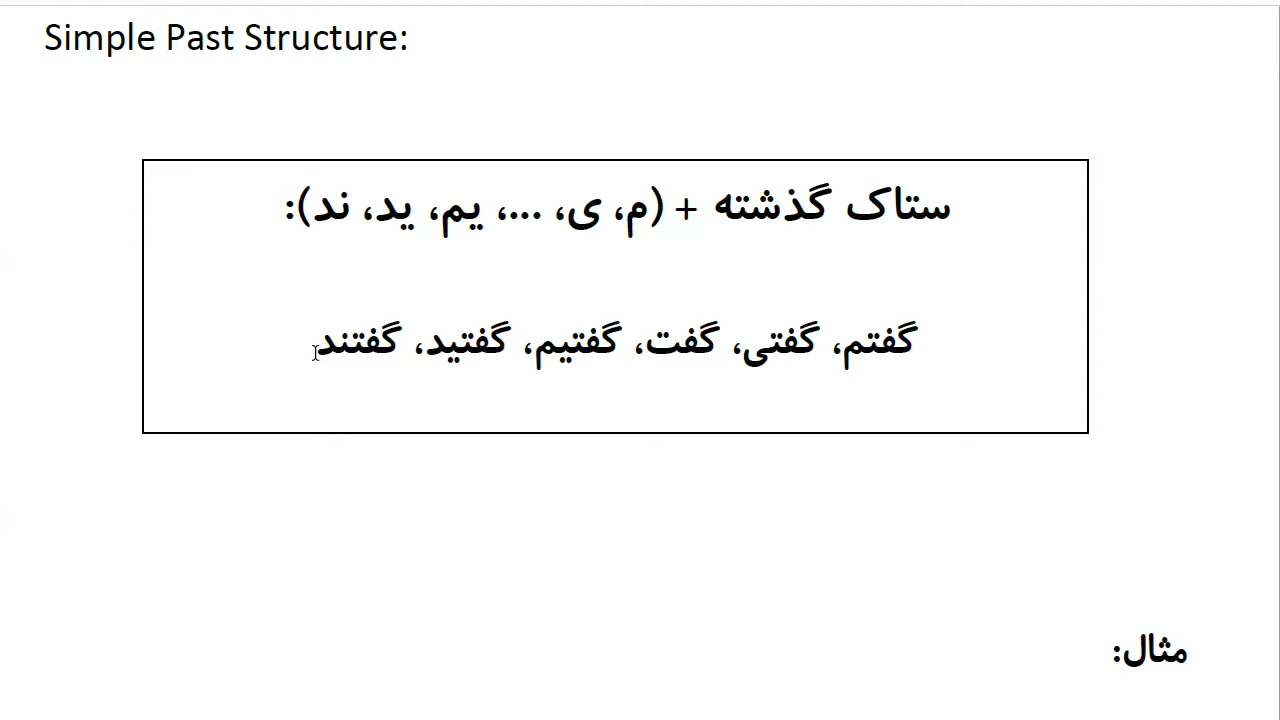 Simple Past Structure:
ستاک گذشته + (م، ی، ...، یم، ید، ند):
گفتم، گفتی، گفت، گفتیم، گفتید، گفتند
مثال: